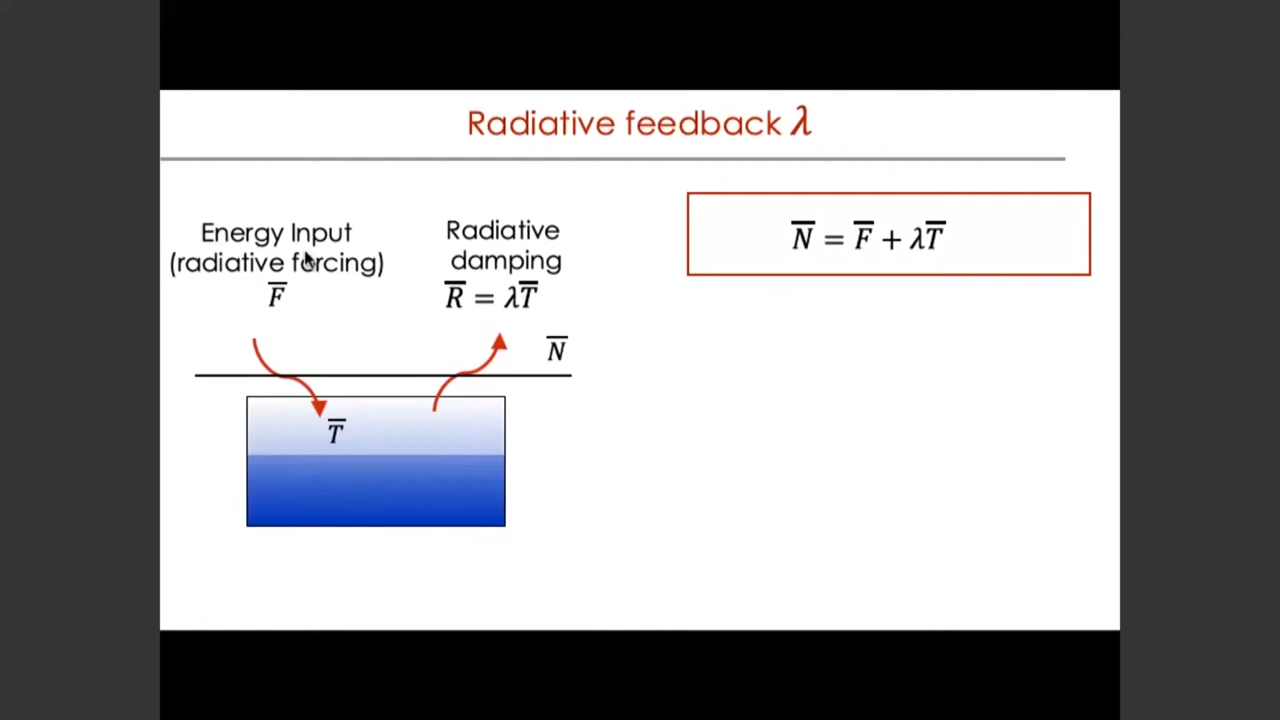 Radiative feedback λ
Energy Input
(radiative forcing)
F̅
Radiative
damping
R̅ = λT̅
N̅
T̅
N̅ = F̅ + λT̅